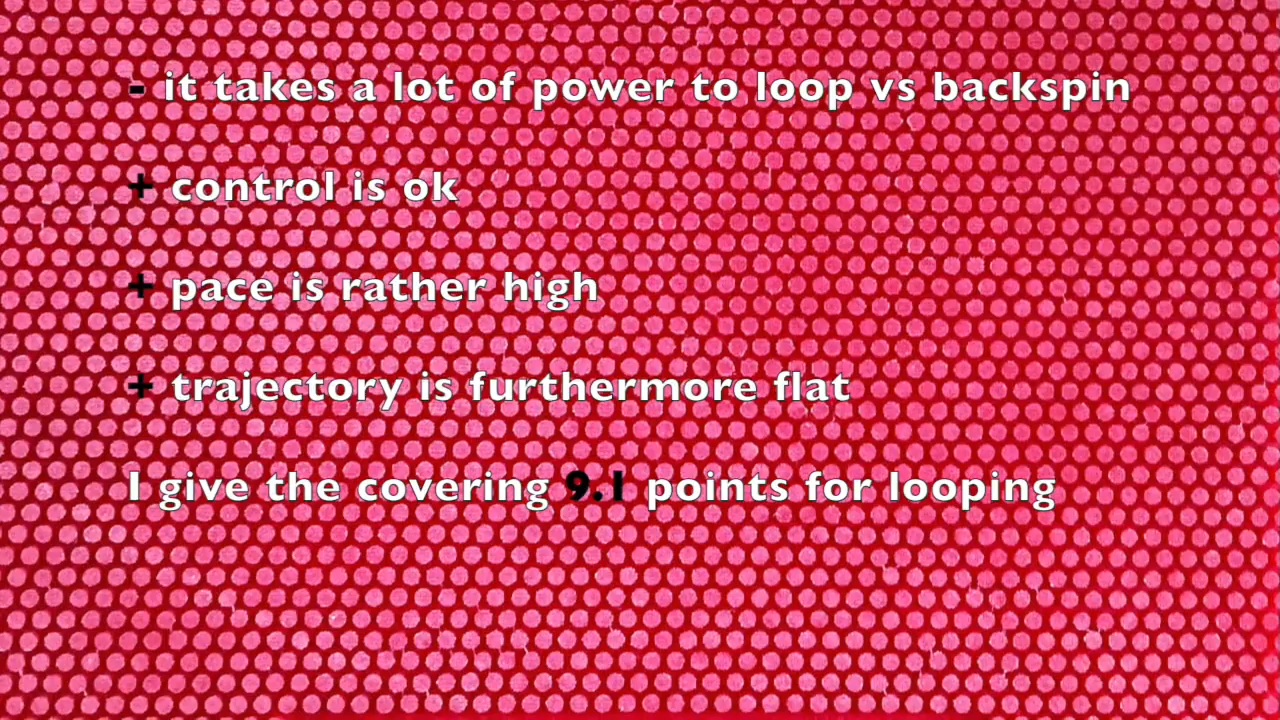 - it takes a lot of power to loop vs backspin
+ control is ok
+ pace is rather high
+ trajectory is furthermore flat
I give the covering 9.1 points for looping